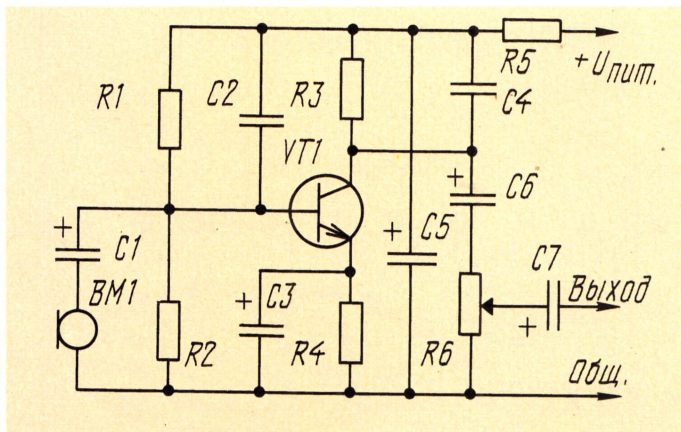 R5
+Uпит.
R1
C2
R3
C4
VT1
+
C6
+
C1
+
C5
C7
Выход
BM1
+
C3
+
R2
R4
R6
Общ.